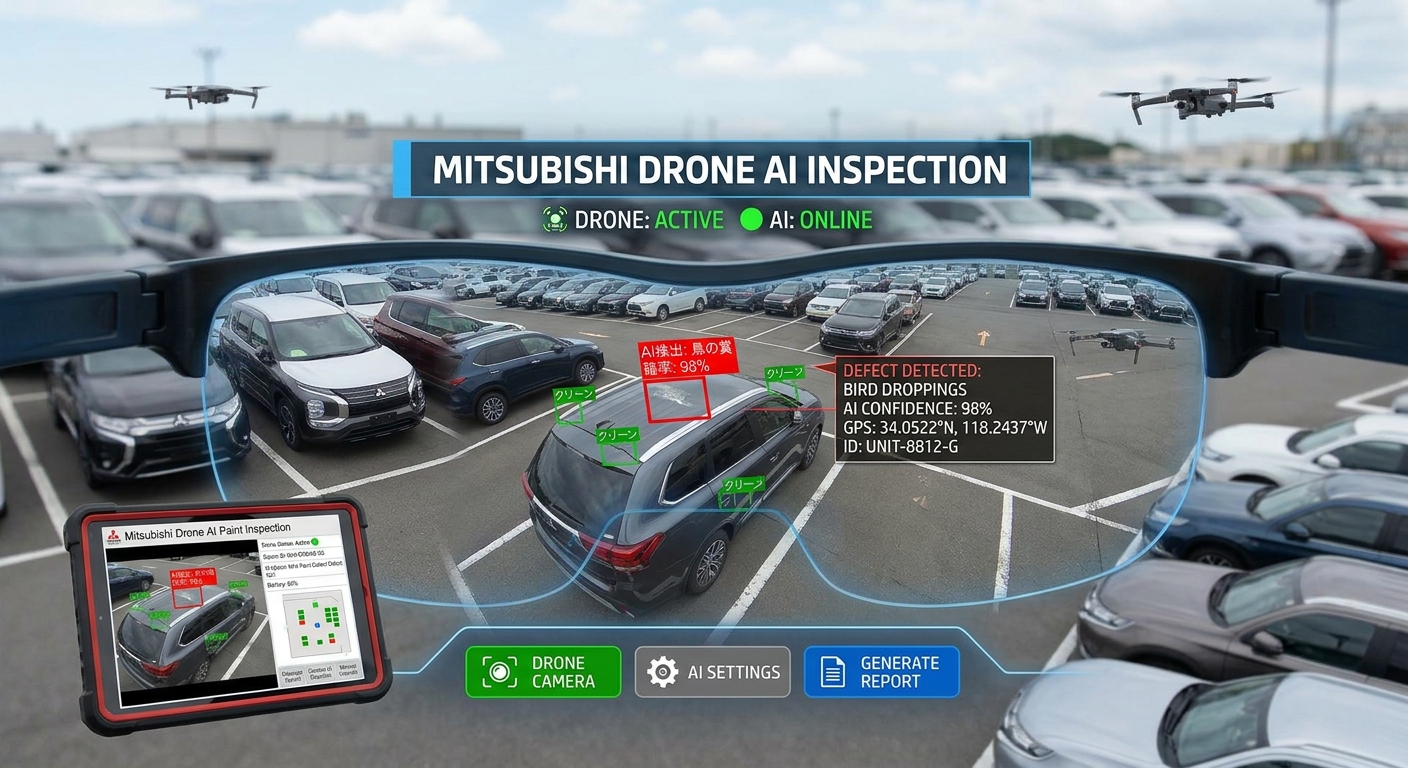 MITSUBISHI DRONE AI INSPECTION
DRONE: ACTIVE AI: ONLINE
AI検出: 鳥の
率: 98%
クリーン
クリーン
クリーン
クリーン
DEFECT DETECTED:
BIRD DROPPINGS
AI CONFIDENCE: 98%
GPS: 34.0522°N, 118.2437°W
ID: UNIT-8812-G
Mitsubishi Drone AI Paint Inspection
DRONE
CAMERA
AI SETTINGS
GENERATE
REPORT